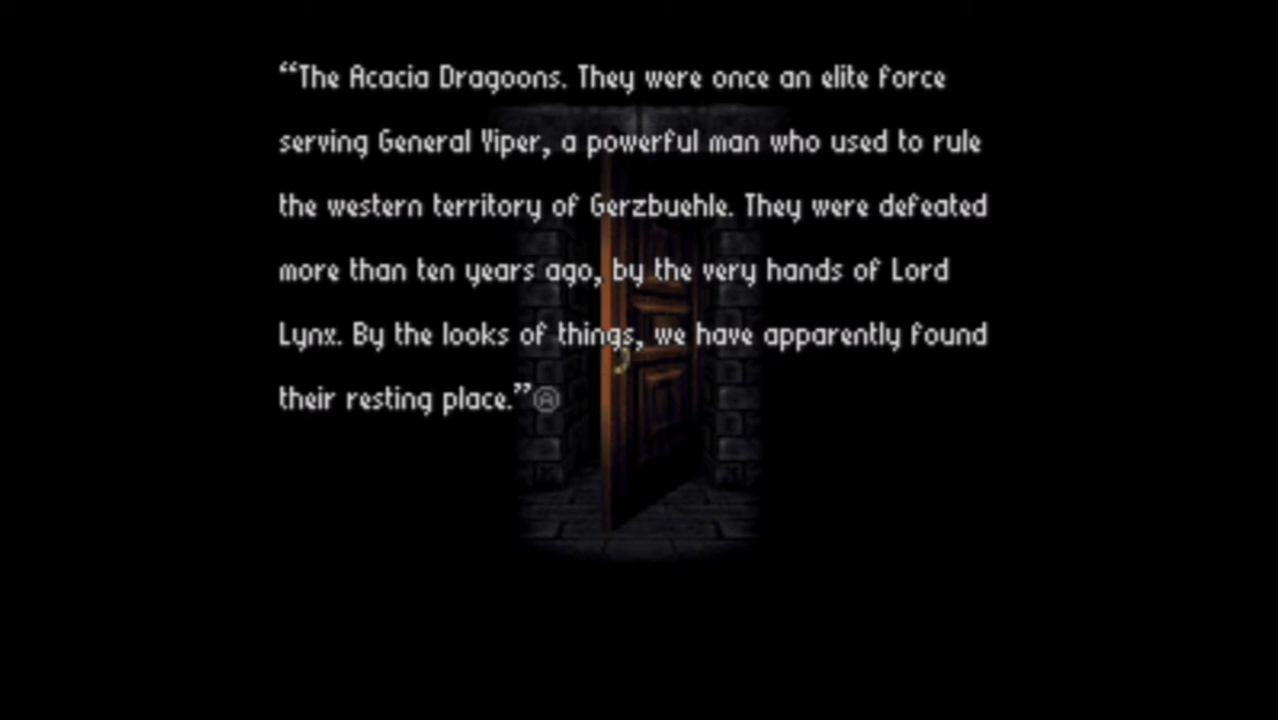 “The Acacia Dragoons. They were once an elite force
serving General Viper, a powerful man who used to rule
the western territory of Gerzbuehle. They were defeated
more than ten years ago, by the very hands of Lord
Lynx. By the looks of things, we have apparently found
their resting place.”Ⓐ